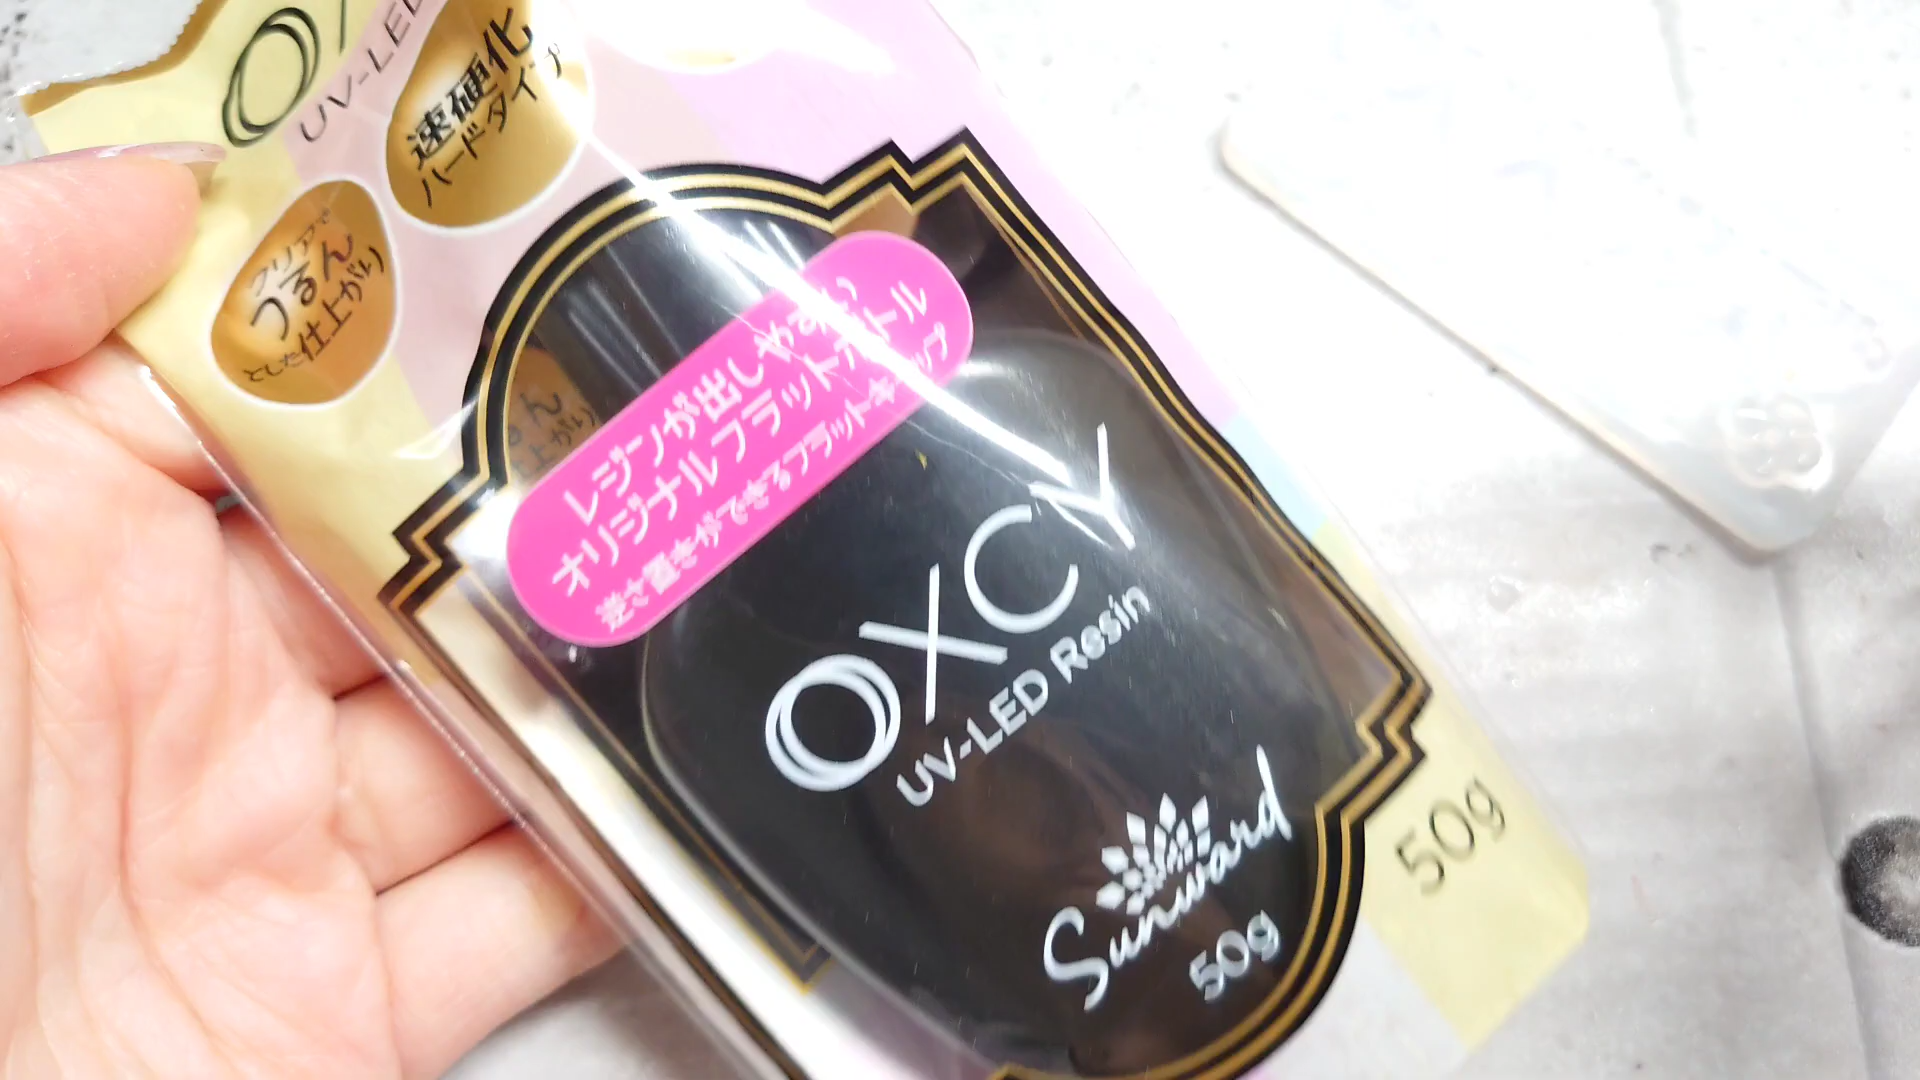 UV-LED
速硬化
ハードタイプ
クリアで
うるん
とした仕上がり
レジンが出しやすい
オリジナルフラットボトル
逆さ置きができるフラットキャップ
OXCY
UV-LED Resin
Sunward
50g
50g